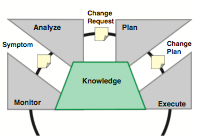 Change
Request
Analyze
Plan
Symptom
Change
Plan
Knowledge
Monitor
Execute